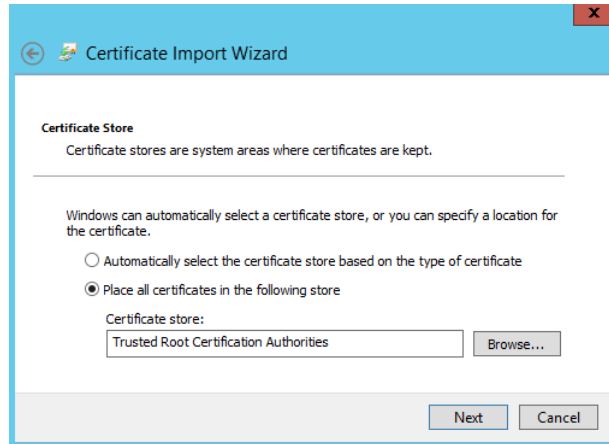 x
Certificate Import Wizard
Certificate Store
Certificate stores are system areas where certificates are kept.
Windows can automatically select a certificate store, or you can specify a location for
the certificate.
Automatically select the certificate store based on the type of certificate
Place all certificates in the following store
Certificate store:
Trusted Root Certification Authorities
Browse...
Next
Cancel